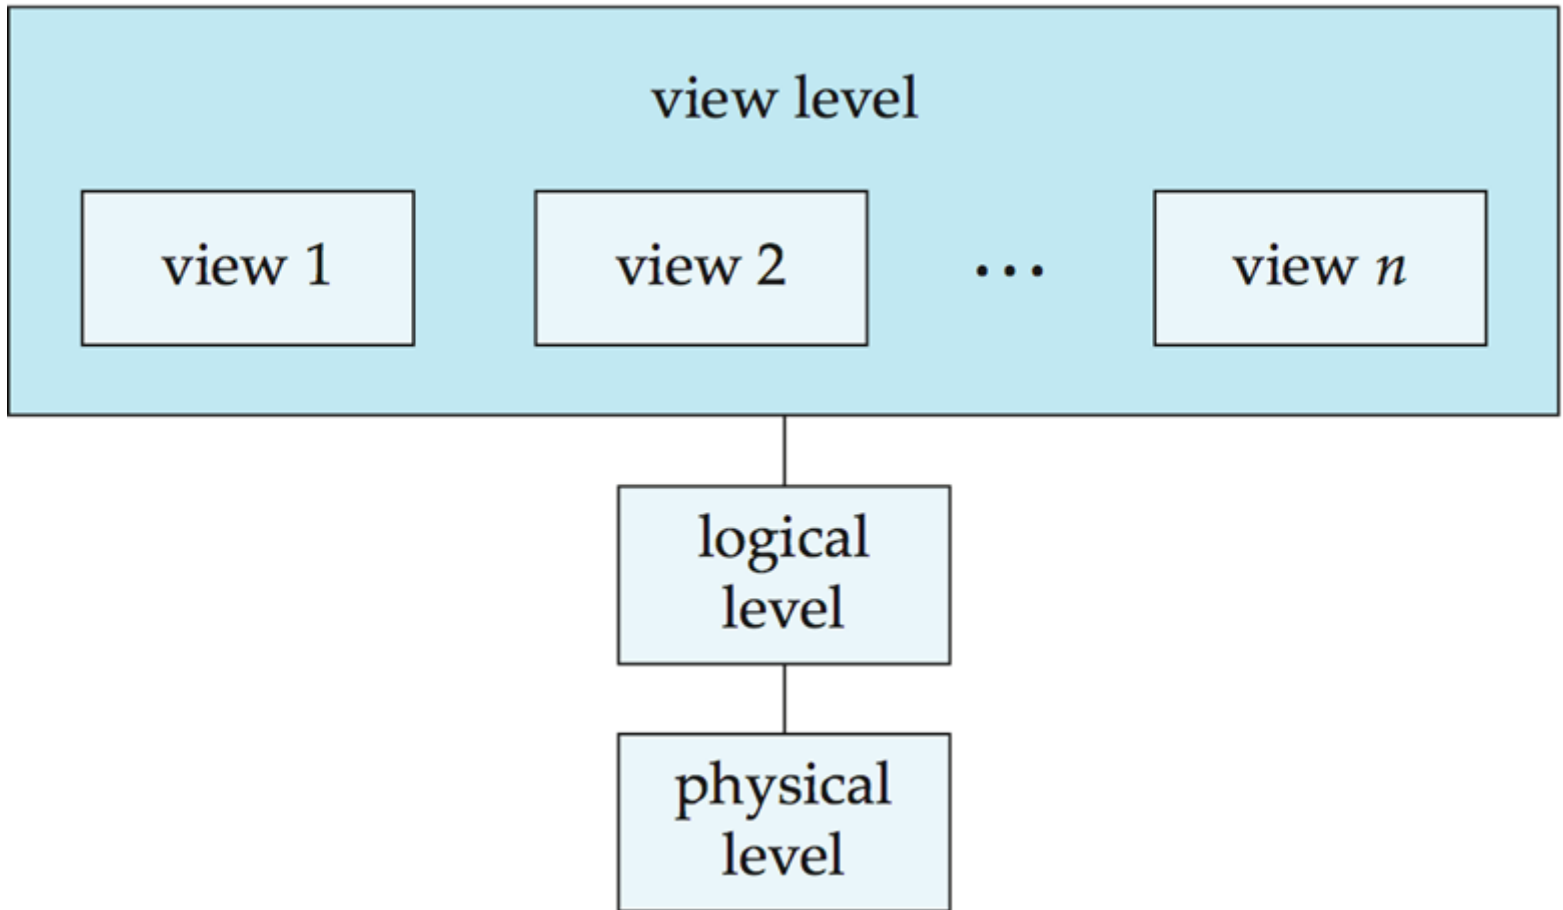 view level
view 1
view 2
...
view n
logical
level
physical
level